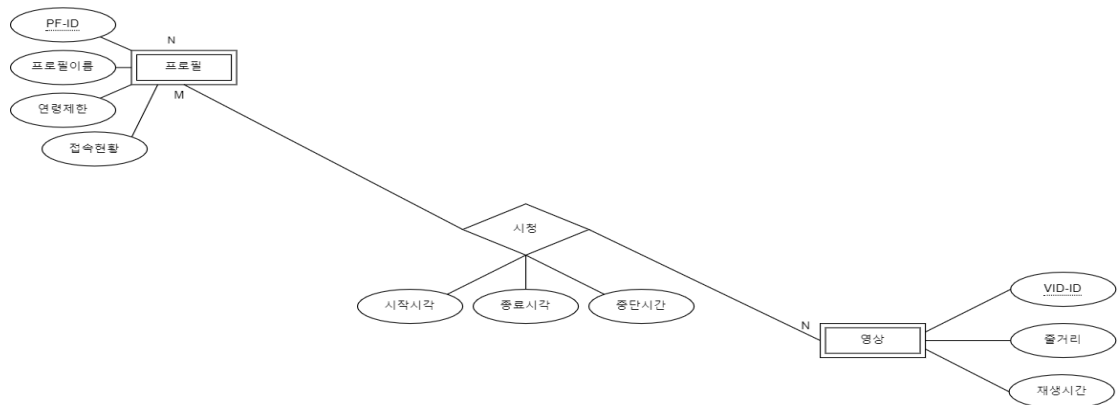 PF-ID
N
프로필이름
프로필
연령제한
M
접속현황
시청
시작시각
종료시각
중단시간
VID-ID
N
영상
줄거리
재생시간